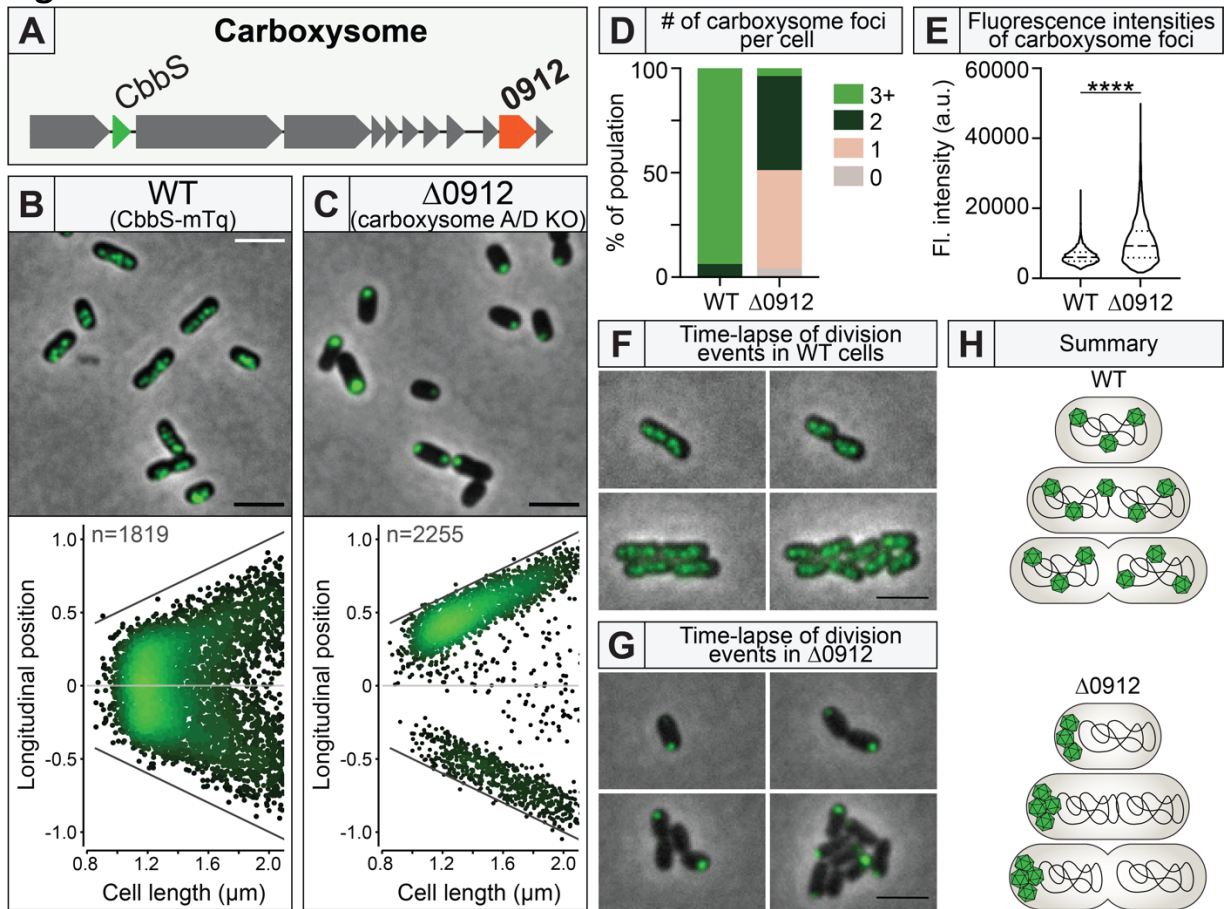 A
Carboxysome
CbbS
0912
B
WT
(CbbS-mTq)
n=1819
Longitudinal position
1.0
0.5
0
-0.5
-1.0
0.8
1.2
1.6
2.0
Cell length (µm)
C
Δ0912
(carboxysome A/D KO)
n=2255
Longitudinal position
1.0
0.5
0
-0.5
-1.0
0.8
1.2
1.6
2.0
Cell length (µm)
D
# of carboxysome foci
per cell
% of population
100
50
0
WT
Δ0912
3+
2
1
0
E
Fluorescence intensities
of carboxysome foci
Fl. intensity (a.u.)
60000
40000
20000
0
****
WT
Δ0912
F
Time-lapse of division
events in WT cells
G
Time-lapse of division
events in Δ0912
H
Summary
WT
Δ0912